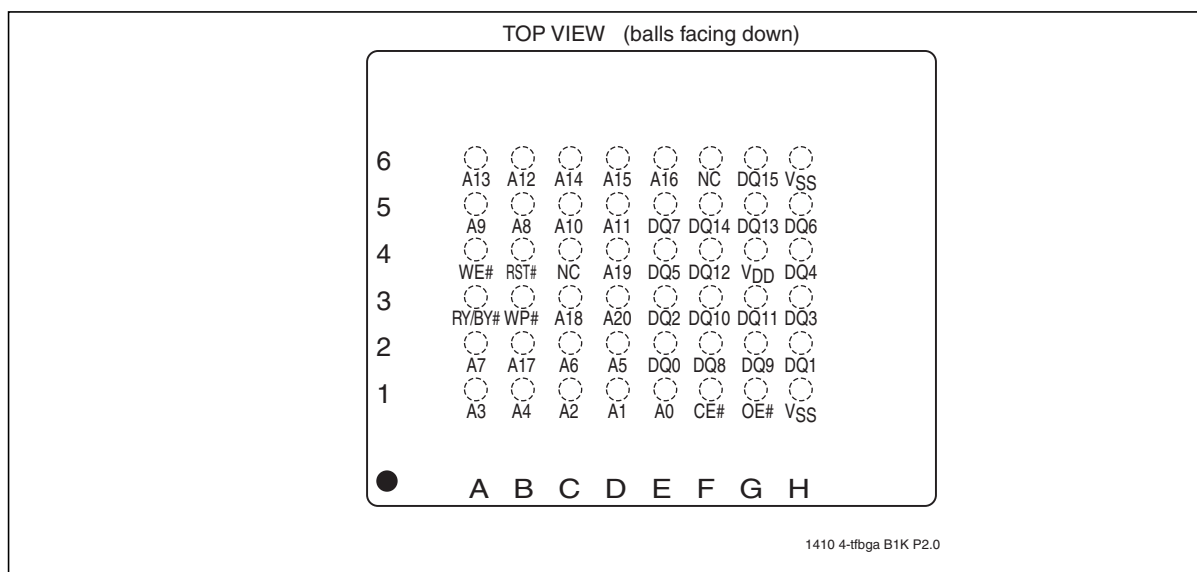 TOP VIEW (balls facing down)
6
A13 A12 A14 A15 A16 NC DQ15 VSS
5
A9 A8 A10 A11 DQ7 DQ14 DQ13 DQ6
4
WE# RST# NC A19 DQ5 DQ12 VDD DQ4
3
RY/BY# WP# A18 A20 DQ2 DQ10 DQ11 DQ3
2
A7 A17 A6 A5 DQ0 DQ8 DQ9 DQ1
1
A3 A4 A2 A1 A0 CE# OE# VSS
A B C D E F G H
1410 4-tfbga B1K P2.0